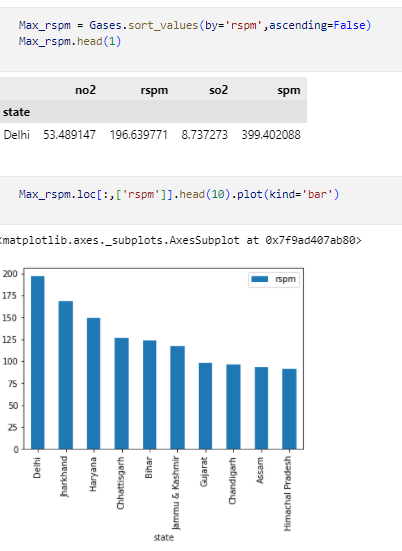 Max_rspm = Gases.sort_values(by='rspm',ascending=False)
Max_rspm.head(1)
no2 rspm so2 spm
state
Delhi 53.489147 196.639771 8.737273 399.402088
Max_rspm.loc[:,['rspm']].head(10).plot(kind='bar')
<matplotlib.axes._subplots.AxesSubplot at 0x7f9ad407ab80>
rspm
200
175
150
125
100
75
50
25
0
Delhi
Jharkhand
Haryana
Chhattisgarh
Bihar
Jammu & Kashmir
Gujarat
Chandigarh
Assam
Himachal Pradesh
state